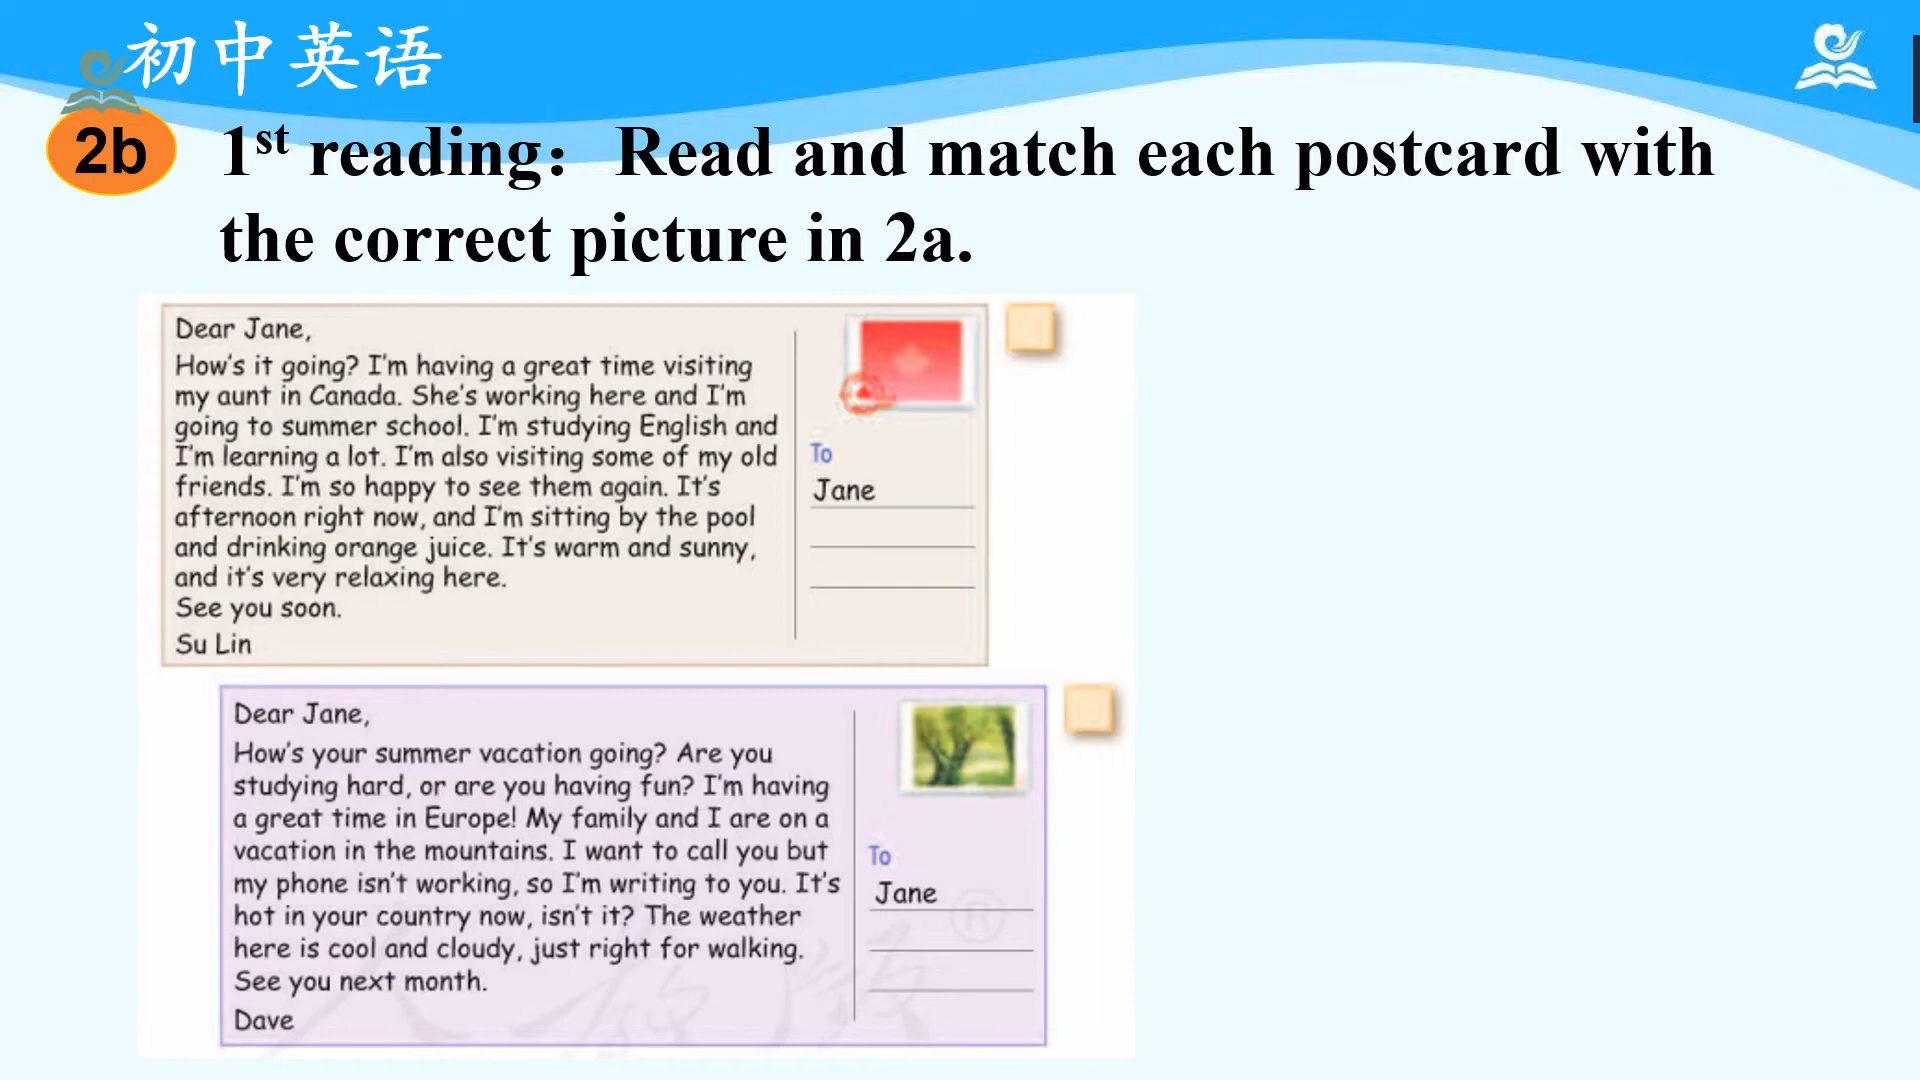 初中英语
2b
1st reading：Read and match each postcard with
the correct picture in 2a.
Dear Jane,
How's it going? I'm having a great time visiting
my aunt in Canada. She's working here and I'm
going to summer school. I'm studying English and
I'm learning a lot. I'm also visiting some of my old
friends. I'm so happy to see them again. It's
afternoon right now, and I'm sitting by the pool
and drinking orange juice. It's warm and sunny,
and it's very relaxing here.
See you soon.
Su Lin
To
Jane
Dear Jane,
How's your summer vacation going? Are you
studying hard, or are you having fun? I'm having
a great time in Europe! My family and I are on a
vacation in the mountains. I want to call you but
my phone isn't working, so I'm writing to you. It's
hot in your country now, isn't it? The weather
here is cool and cloudy, just right for walking.
See you next month.
Dave
To
Jane
人教版®